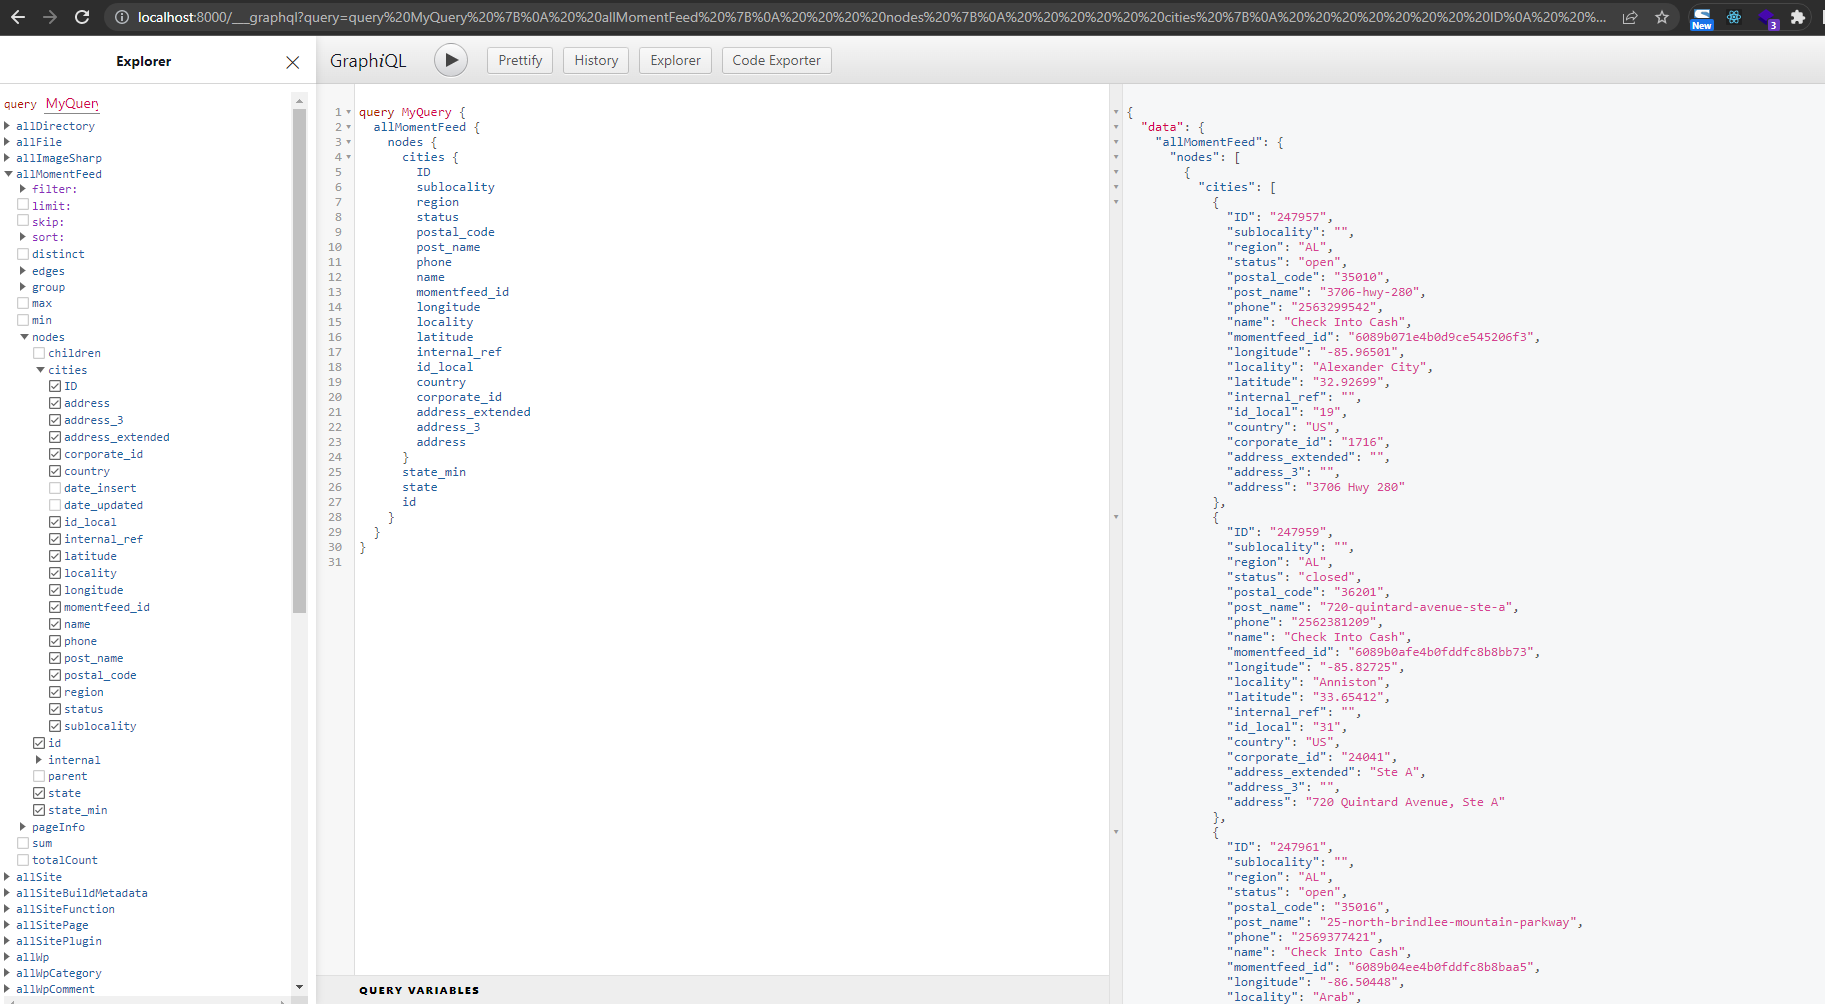 localhost:8000/___graphql?query=query%20MyQuery%20%7B%0A%20%20allMomentFeed%20%7B%0A%20%20%20%20nodes%20%7B%0A%20%20%20%20%20%20cities%20%7B%0A%20%20%20%20%20%20%20%20ID%0A%20%20%...
New
3
Explorer
GraphiQL
Prettify
History
Explorer
Code Exporter
query MyQuery
allDirectory
allFile
allImageSharp
allMomentFeed
filter:
limit:
skip:
sort:
distinct
edges
group
max
min
nodes
children
cities
ID
address
address_3
address_extended
corporate_id
country
date_insert
date_updated
id_local
internal_ref
latitude
locality
longitude
momentfeed_id
name
phone
post_name
postal_code
region
status
sublocality
id
internal
parent
state
state_min
pageInfo
sum
totalCount
allSite
allSiteBuildMetadata
allSiteFunction
allSitePage
allSitePlugin
allWp
allWpCategory
allWpComment
1 query MyQuery {
2 allMomentFeed {
3 nodes {
4 cities {
5 ID
6 sublocality
7 region
8 status
9 postal_code
10 post_name
11 phone
12 name
13 momentfeed_id
14 longitude
15 locality
16 latitude
17 internal_ref
18 id_local
19 country
20 corporate_id
21 address_extended
22 address_3
23 address
24 }
25 state_min
26 state
27 id
28 }
29 }
30 }
31
QUERY VARIABLES
{
"data": {
"allMomentFeed": {
"nodes": [
{
"cities": [
{
"ID": "247957",
"sublocality": "",
"region": "AL",
"status": "open",
"postal_code": "35010",
"post_name": "3706-hwy-280",
"phone": "2563299542",
"name": "Check Into Cash",
"momentfeed_id": "6089b071e4b0d9ce545206f3",
"longitude": "-85.96501",
"locality": "Alexander City",
"latitude": "32.92699",
"internal_ref": "",
"id_local": "19",
"country": "US",
"corporate_id": "1716",
"address_extended": "",
"address_3": "",
"address": "3706 Hwy 280"
},
{
"ID": "247959",
"sublocality": "",
"region": "AL",
"status": "closed",
"postal_code": "36201",
"post_name": "720-quintard-avenue-ste-a",
"phone": "2562381209",
"name": "Check Into Cash",
"momentfeed_id": "6089b0afe4b0fddfc8b8bb73",
"longitude": "-85.82725",
"locality": "Anniston",
"latitude": "33.65412",
"internal_ref": "",
"id_local": "31",
"country": "US",
"corporate_id": "24041",
"address_extended": "Ste A",
"address_3": "",
"address": "720 Quintard Avenue, Ste A"
},
{
"ID": "247961",
"sublocality": "",
"region": "AL",
"status": "open",
"postal_code": "35016",
"post_name": "25-north-brindlee-mountain-parkway",
"phone": "2569377421",
"name": "Check Into Cash",
"momentfeed_id": "6089b04ee4b0fddfc8b8baa5",
"longitude": "-86.50448",
"locality": "Arab",